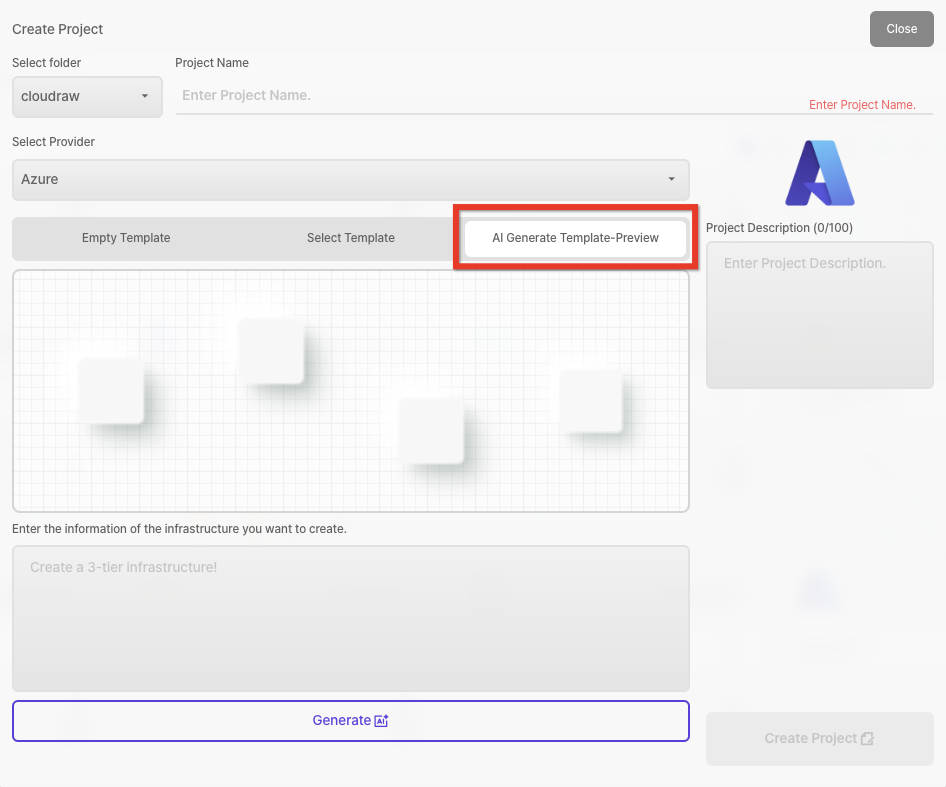 Create Project
Close
Select folder
Project Name
cloudraw
Enter Project Name.
Enter Project Name.
Select Provider
Azure
Empty Template
Select Template
AI Generate Template-Preview
Project Description (0/100)
Enter Project Description.
Enter the information of the infrastructure you want to create.
Create a 3-tier infrastructure!
Generate
Create Project